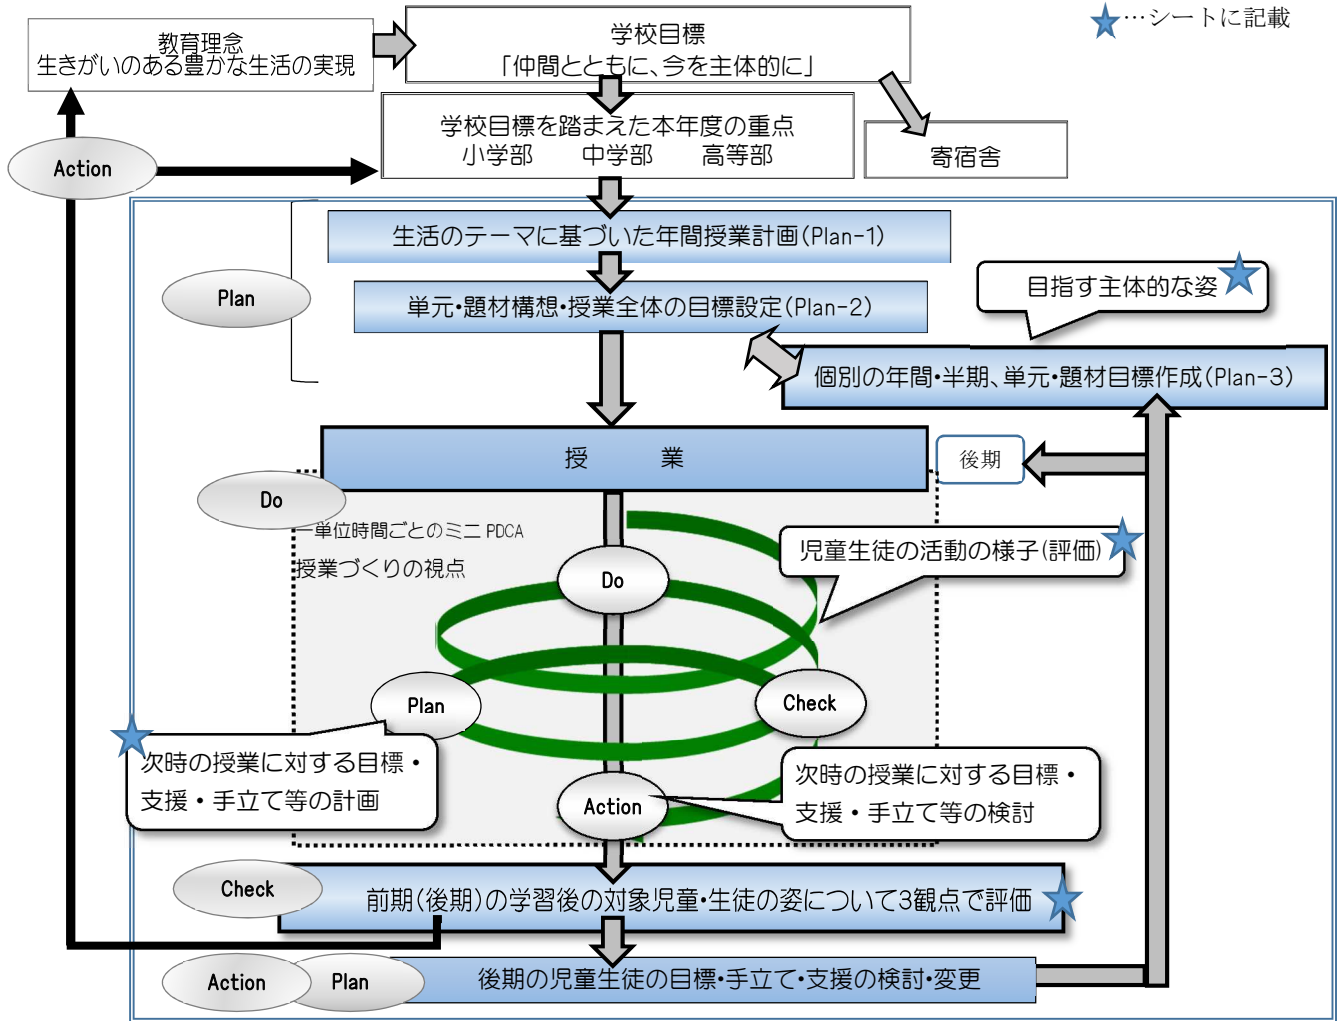 …シートに記載
教育理念
生きがいのある豊かな生活の実現
学校目標
「仲間とともに、今を主体的に」
学校目標を踏まえた本年度の重点
小学部 中学部 高等部
寄宿舎
Action
生活のテーマに基づいた年間授業計画(Plan-1)
Plan
単元・題材構想・授業全体の目標設定(Plan-2)
目指す主体的な姿
個別の年間・半期、単元・題材目標作成(Plan-3)
授 業
後期
Do
一単位時間ごとのミニPDCA
授業づくりの視点
児童生徒の活動の様子(評価)
Do
Plan
Check
次時の授業に対する目標・
支援・手立て等の計画
次時の授業に対する目標・
支援・手立て等の検討
Action
Check
前期(後期)の学習後の対象児童・生徒の姿について3観点で評価
Action
Plan
後期の児童生徒の目標・手立て・支援の検討・変更